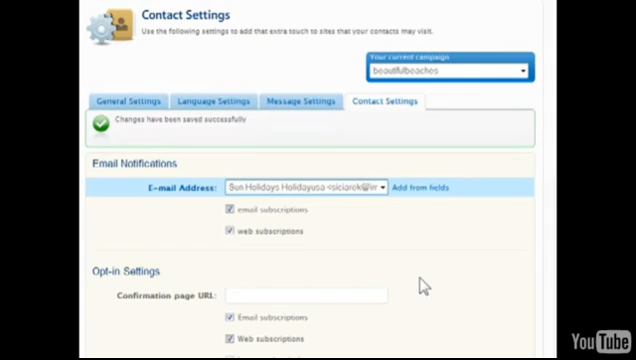 Contact Settings
Use the following settings to add that extra touch to sites that your contacts may visit.
Your current campaign
beautifulbeaches
General Settings
Language Settings
Message Settings
Contact Settings
Changes have been saved successfully
Email Notifications
E-mail Address:
Sun Holidays Holidayusa
Add from fields
email subscriptions
web subscriptions
Opt-in Settings
Confirmation page URL:
Email subscriptions
Web subscriptions
YouTube